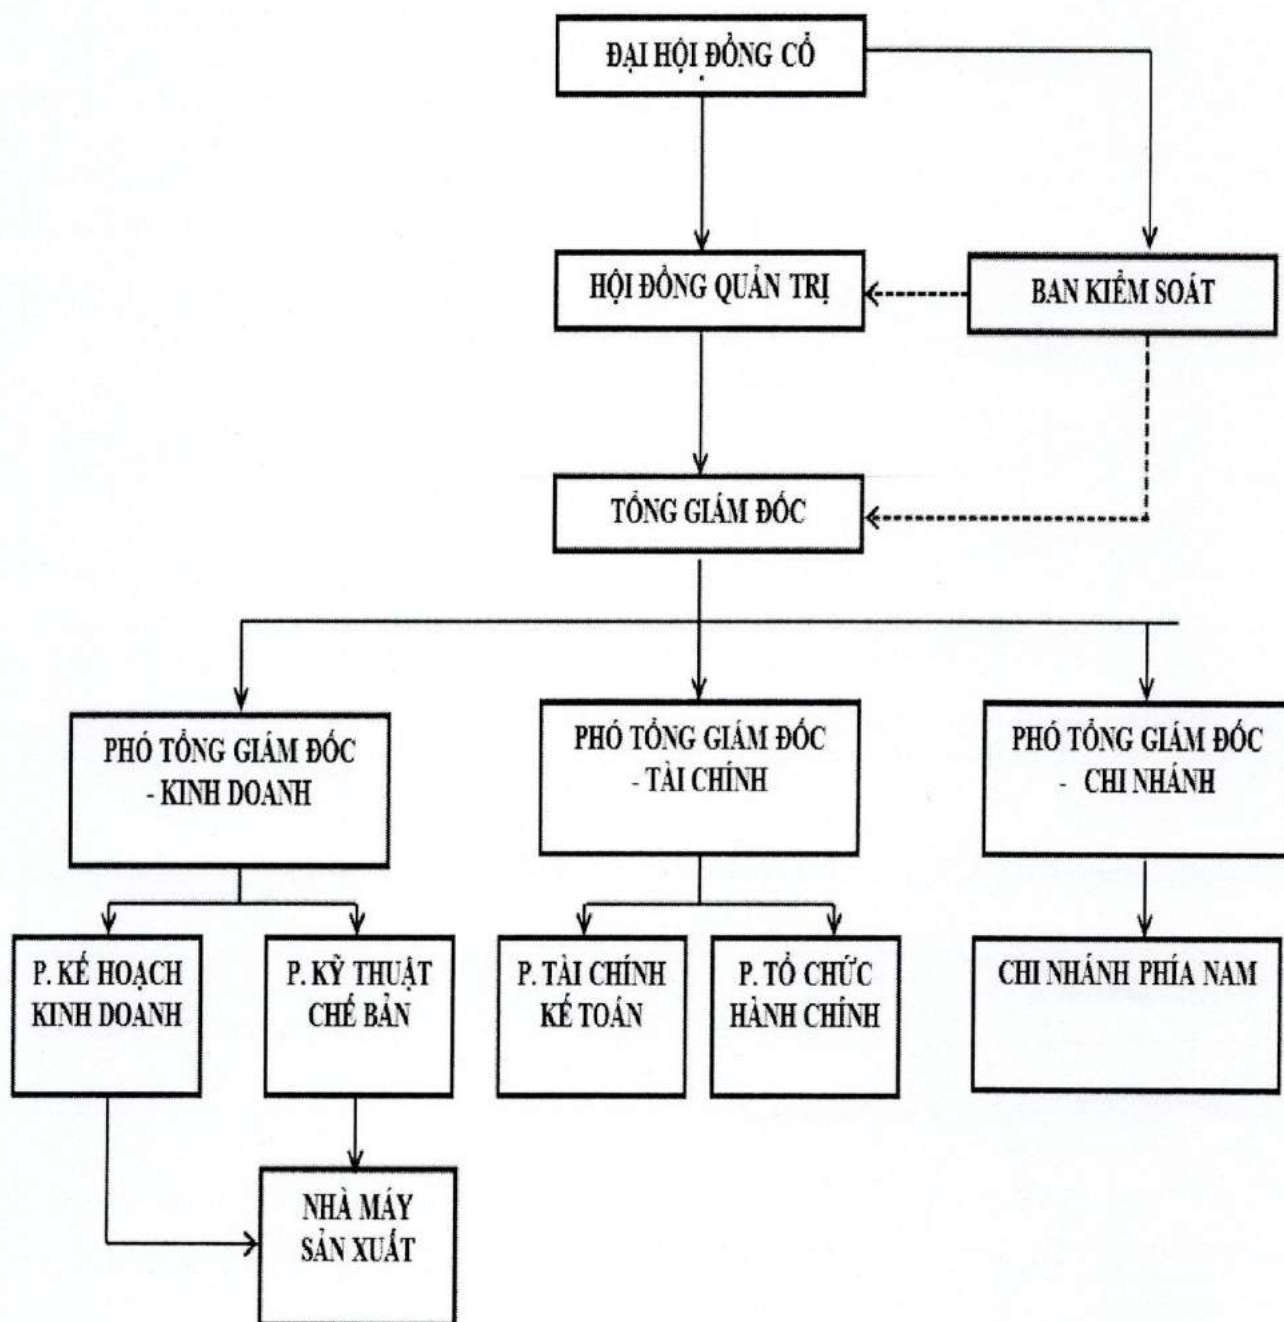 ĐẠI HỘI ĐỒNG CỔ
HỘI ĐỒNG QUẢN TRỊ
BAN KIỂM SOÁT
TỔNG GIÁM ĐỐC
PHÓ TỔNG GIÁM ĐỐC
- KINH DOANH
PHÓ TỔNG GIÁM ĐỐC
- TÀI CHÍNH
PHÓ TỔNG GIÁM ĐỐC
- CHI NHÁNH
P. KẾ HOẠCH
KINH DOANH
P. KỸ THUẬT
CHẾ BẢN
P. TÀI CHÍNH
KẾ TOÁN
P. TỔ CHỨC
HÀNH CHÍNH
CHI NHÁNH PHÍA NAM
NHÀ MÁY
SẢN XUẤT